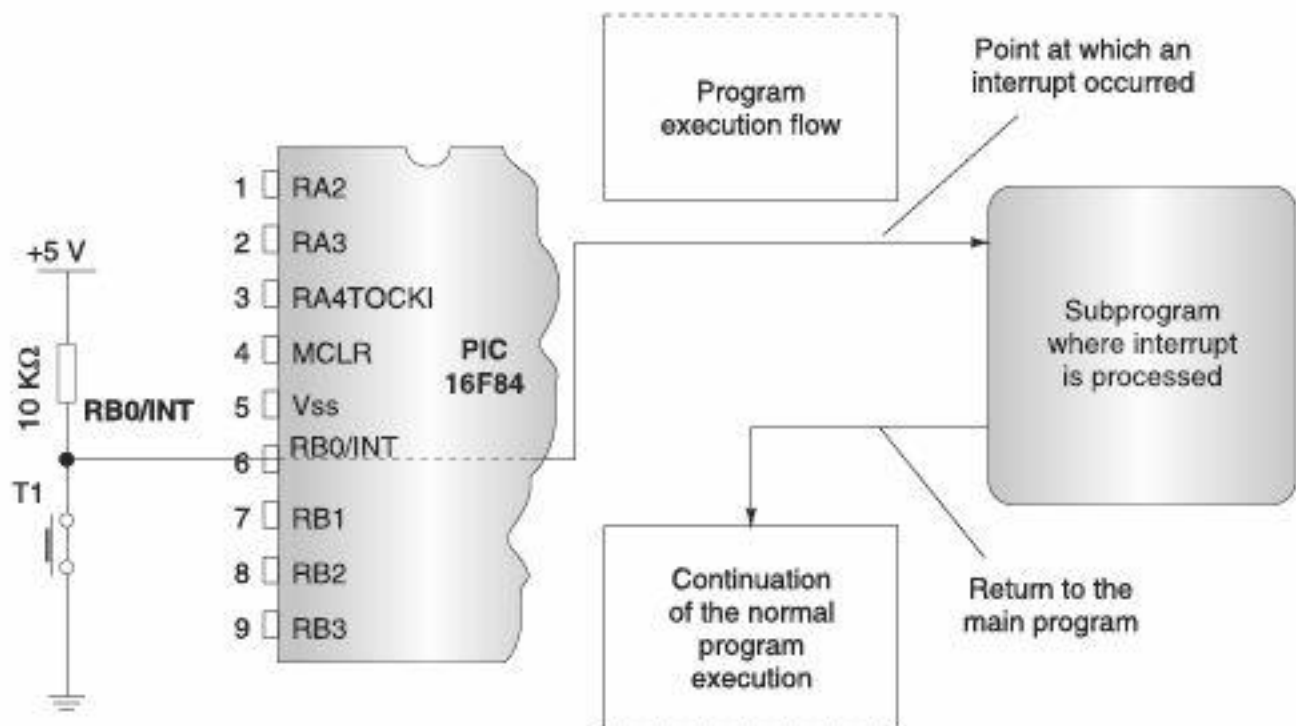 Program
execution flow
Point at which an
interrupt occurred
1 RA2
2 RA3
+5 V
3 RA4TOCKI
4 MCLR
PIC
16F84
5 Vss
10 KΩ
RB0/INT
6 RB0/INT
T1
7 RB1
8 RB2
9 RB3
Subprogram
where interrupt
is processed
Continuation
of the normal
program
execution
Return to the
main program